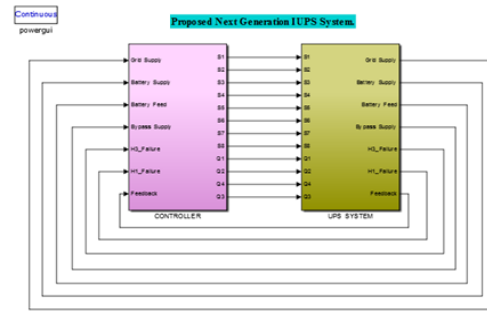 Continuous
powergui
Proposed Next Generation IUPS System.
Grid Supply
Battery Supply
Battery Feed
Bypass Supply
H3_Failure
H1_Failure
Feedback
S1
S2
S3
S4
S5
S6
S7
S8
Q1
Q2
Q4
Q3
CONTROLLER
S1
S2
S3
S4
S5
S6
S7
S8
Q1
Q2
Q4
Q3
Grid Supply
Battery Supply
Battery Feed
Bypass Supply
H3_Failure
H1_Failure
Feedback
UPS SYSTEM